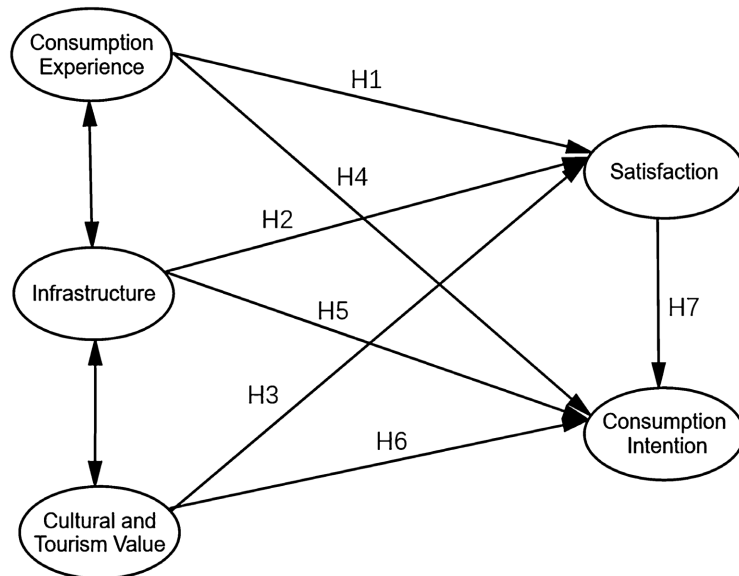 Consumption
Experience
H1
H4
Satisfaction
H2
Infrastructure
H5
H7
H3
Consumption
Intention
H6
Cultural and
Tourism Value